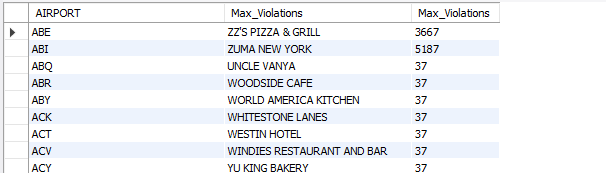 AIRPORT Max_Violations Max_Violations
ABE ZZ'S PIZZA & GRILL 3667
ABI ZUMA NEW YORK 5187
ABQ UNCLE VANYA 37
ABR WOODSIDE CAFE 37
ABY WORLD AMERICA KITCHEN 37
ACK WHITESTONE LANES 37
ACT WESTIN HOTEL 37
ACV WINDIES RESTAURANT AND BAR 37
ACY YU KING BAKERY 37